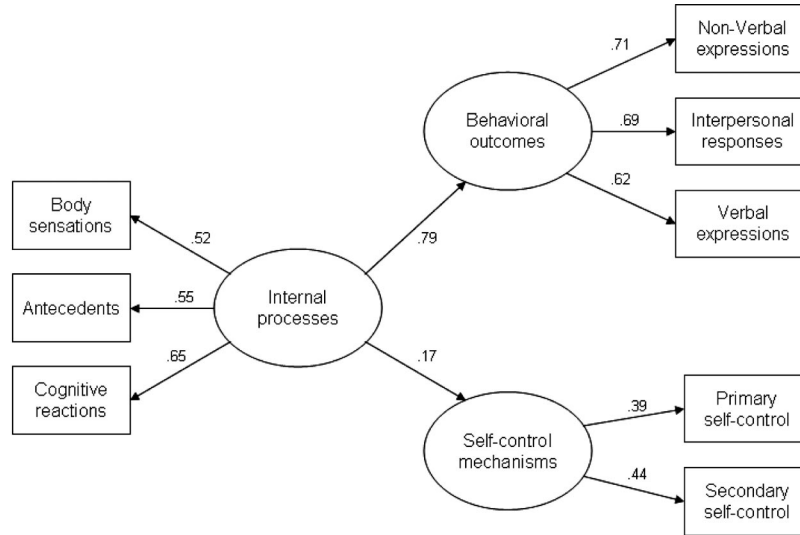 Non-Verbal
expressions
.71
Behavioral
outcomes
.69
Interpersonal
responses
.62
Verbal
expressions
Body
sensations
.52
.79
Antecedents
.55
Internal
processes
.65
Cognitive
reactions
.17
Self-control
mechanisms
.39
Primary
self-control
.44
Secondary
self-control